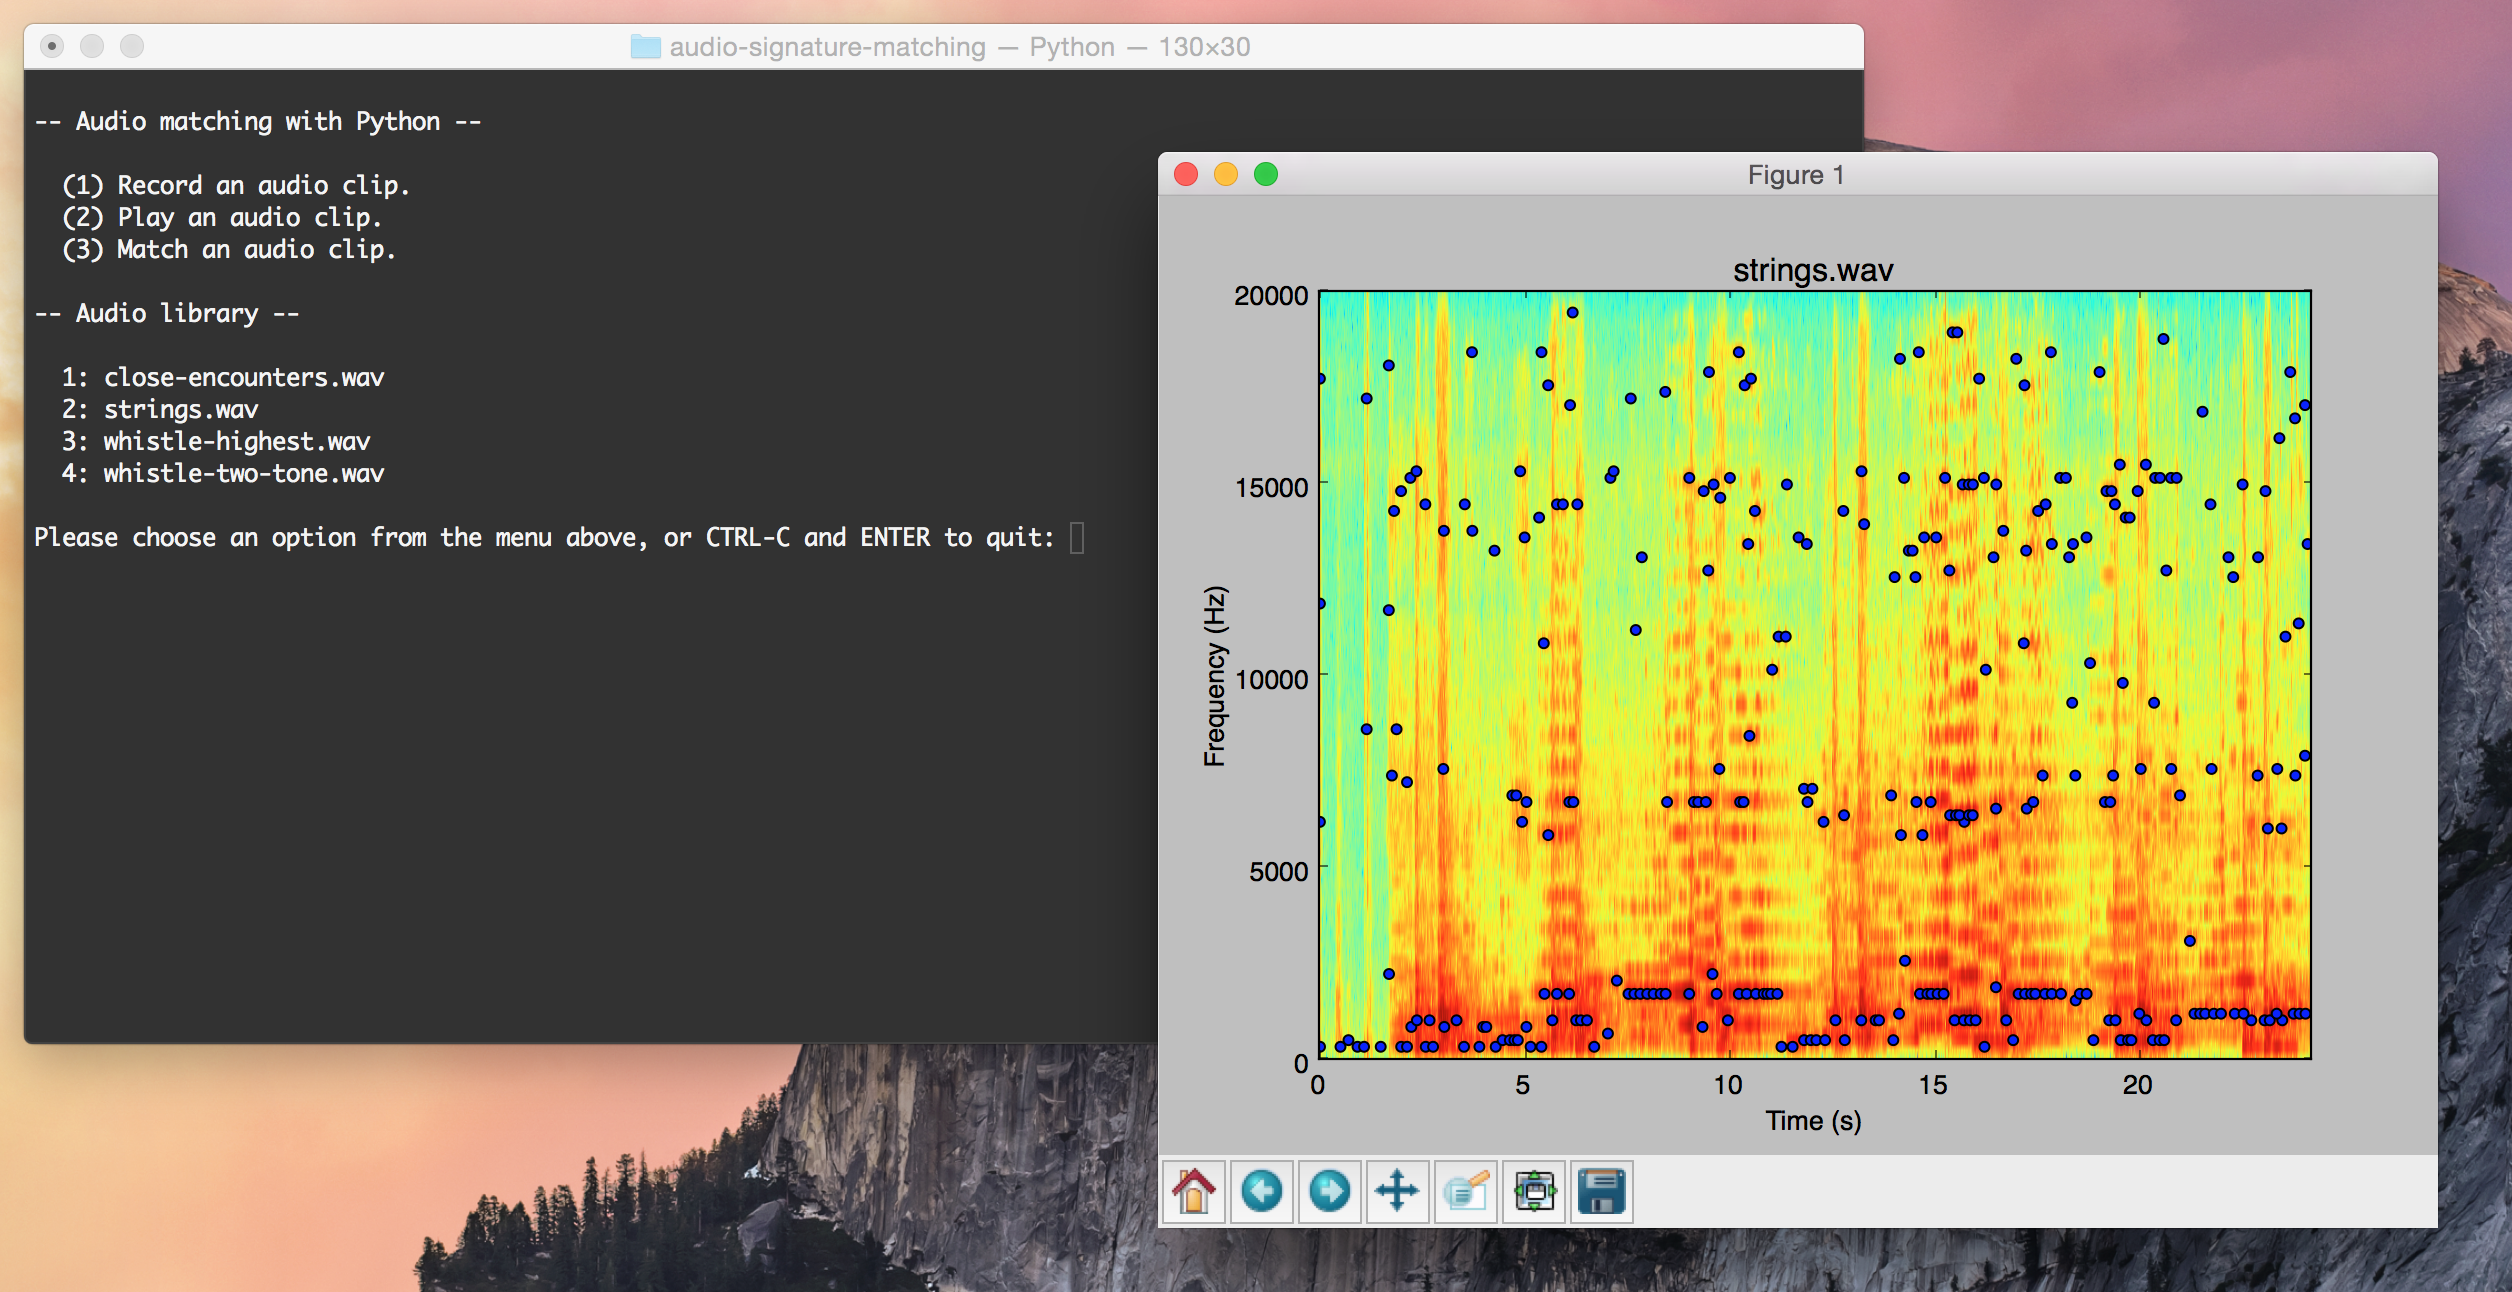 audio-signature-matching — Python — 130×30
-- Audio matching with Python --
(1) Record an audio clip.
(2) Play an audio clip.
(3) Match an audio clip.
-- Audio library --
1: close-encounters.wav
2: strings.wav
3: whistle-highest.wav
4: whistle-two-tone.wav
Please choose an option from the menu above, or CTRL-C and ENTER to quit:
Figure 1
strings.wav
20000
15000
10000
5000
0
Frequency (Hz)
0 5 10 15 20
Time (s)